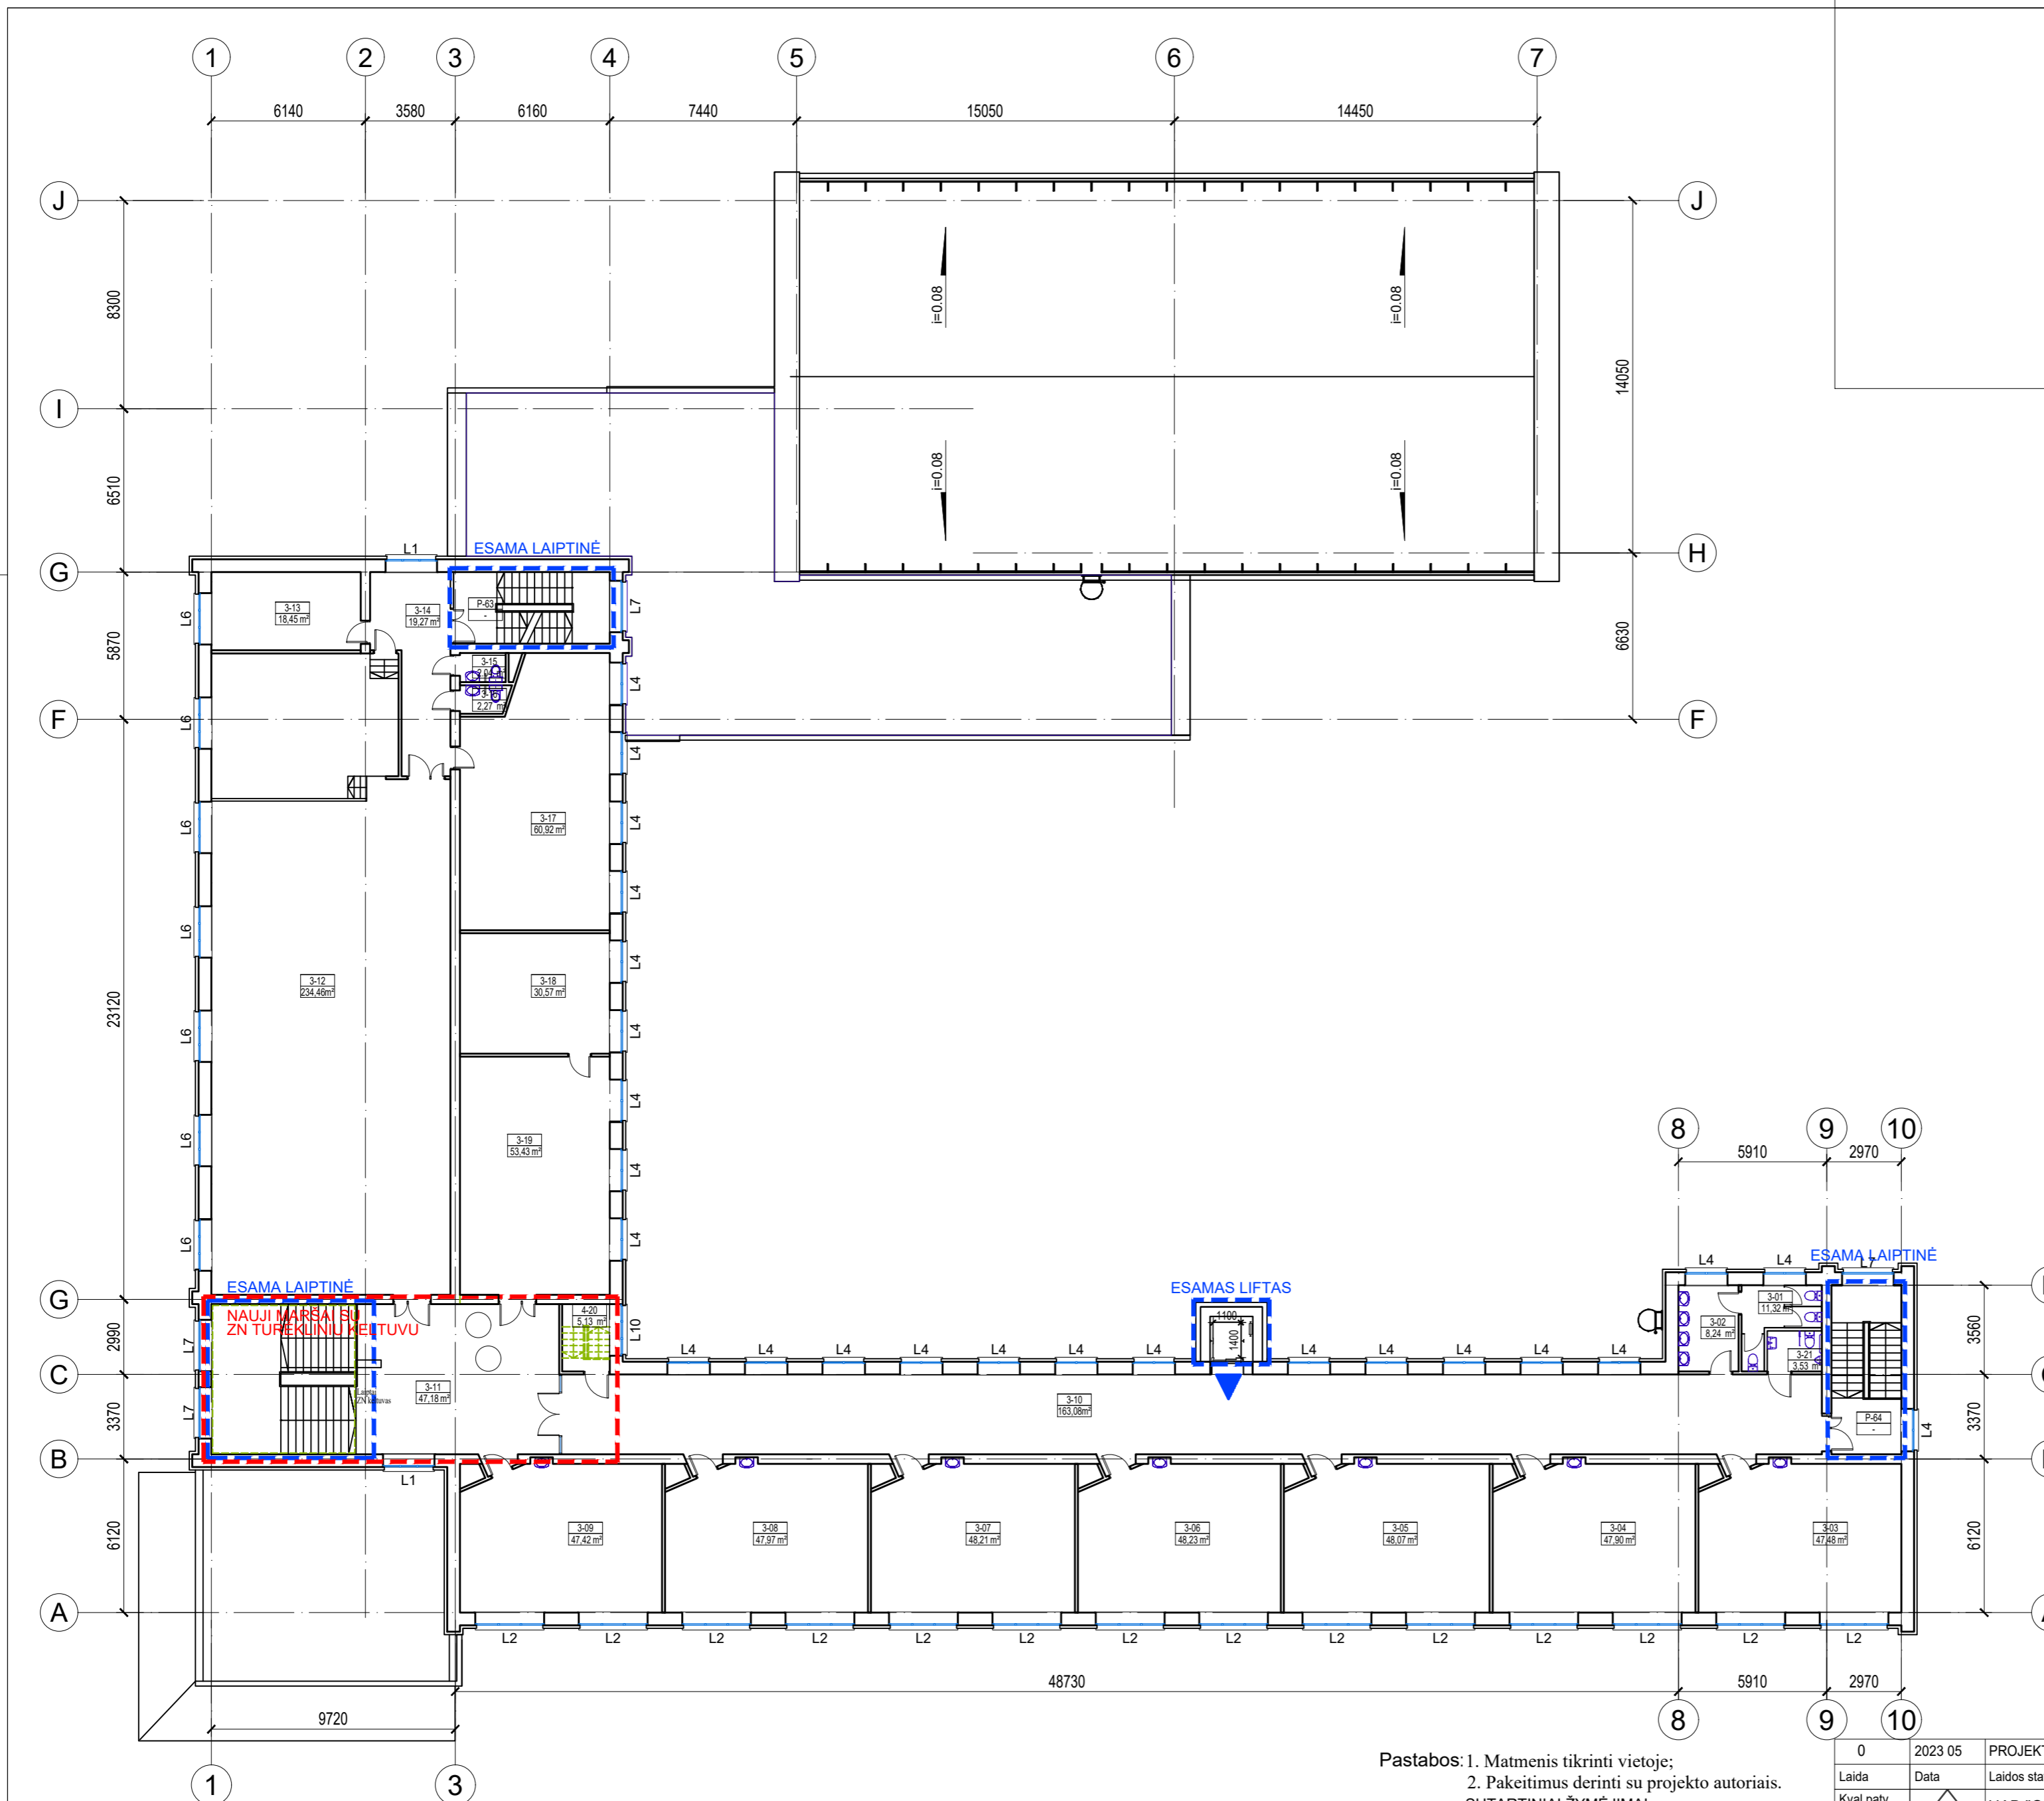 1 2 3 4 5 6 7
6140 3580 6160 7440 15050 14450
J J
8300
i=0.08 i=0.08
14050
I
6510
i=0.08 i=0.08
L1 ESAMA LAIPTINĖ
G H
3-13
18,45 m²
3-14
19,27 m²
P-63
-
L6 L7
5870 6630
3-15
L4
2,27 m²
F F
L6 L4
3-17
60,92 m²
L6 L4
L4
L6 L4
3-12
234,46m²
3-18
30,57 m²
23120
L6 L4
L4
3-19
53,43 m²
L6 L4
8 9 10
5910 2970
L6 L4
ESAMA LAIPTINĖ
ESAMAS LIFTAS
L4 L4 L7
ESAMA LAIPTINĖ
G
NAUJI MARŠAI SU
ZN TURĖKLINIU KELTUVU
4-20
5,13 m²
L10
1100
1400
3-01
11,32 m²
3-02
8,24 m²
3-21
3,53 m²
2990 3560
L7
L4 L4 L4 L4 L4 L4 L4 L4 L4 L4 L4 L4
C
Laiptai
ZN keltuvas
3-11
47,18 m²
3-10
163,08m²
P-64
-
3370 3370
L7 L4
B
L1
3-09
47,42 m²
3-08
47,97 m²
3-07
48,21 m²
3-06
48,23 m²
3-05
48,07 m²
3-04
47,90 m²
3-03
47,48 m²
6120 6120
A
L2 L2 L2 L2 L2 L2 L2 L2 L2 L2 L2 L2 L2 L2
48730 5910 2970
9720
8 9 10
1 3
Pastabos: 1. Matmenis tikrinti vietoje;
2. Pakeitimus derinti su projekto autoriais.
0 2023 05
Laida Data Laidos